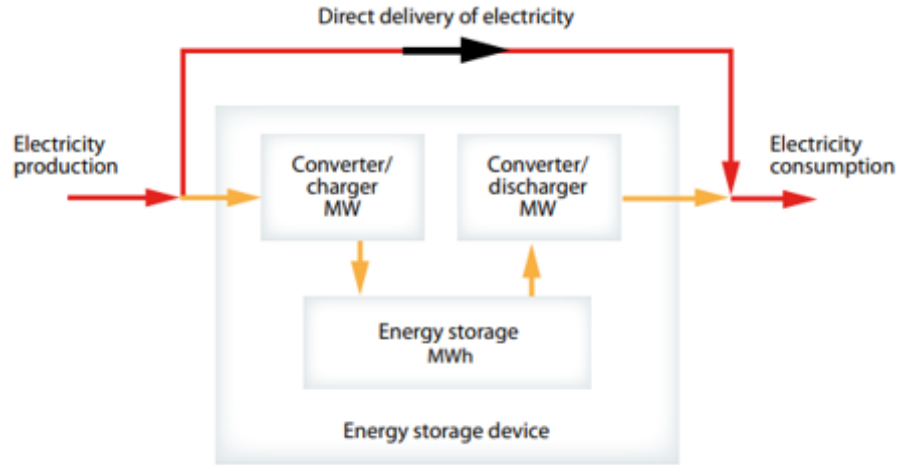 Direct delivery of electricity
Electricity
production
Converter/
charger
MW
Converter/
discharger
MW
Electricity
consumption
Energy storage
MWh
Energy storage device